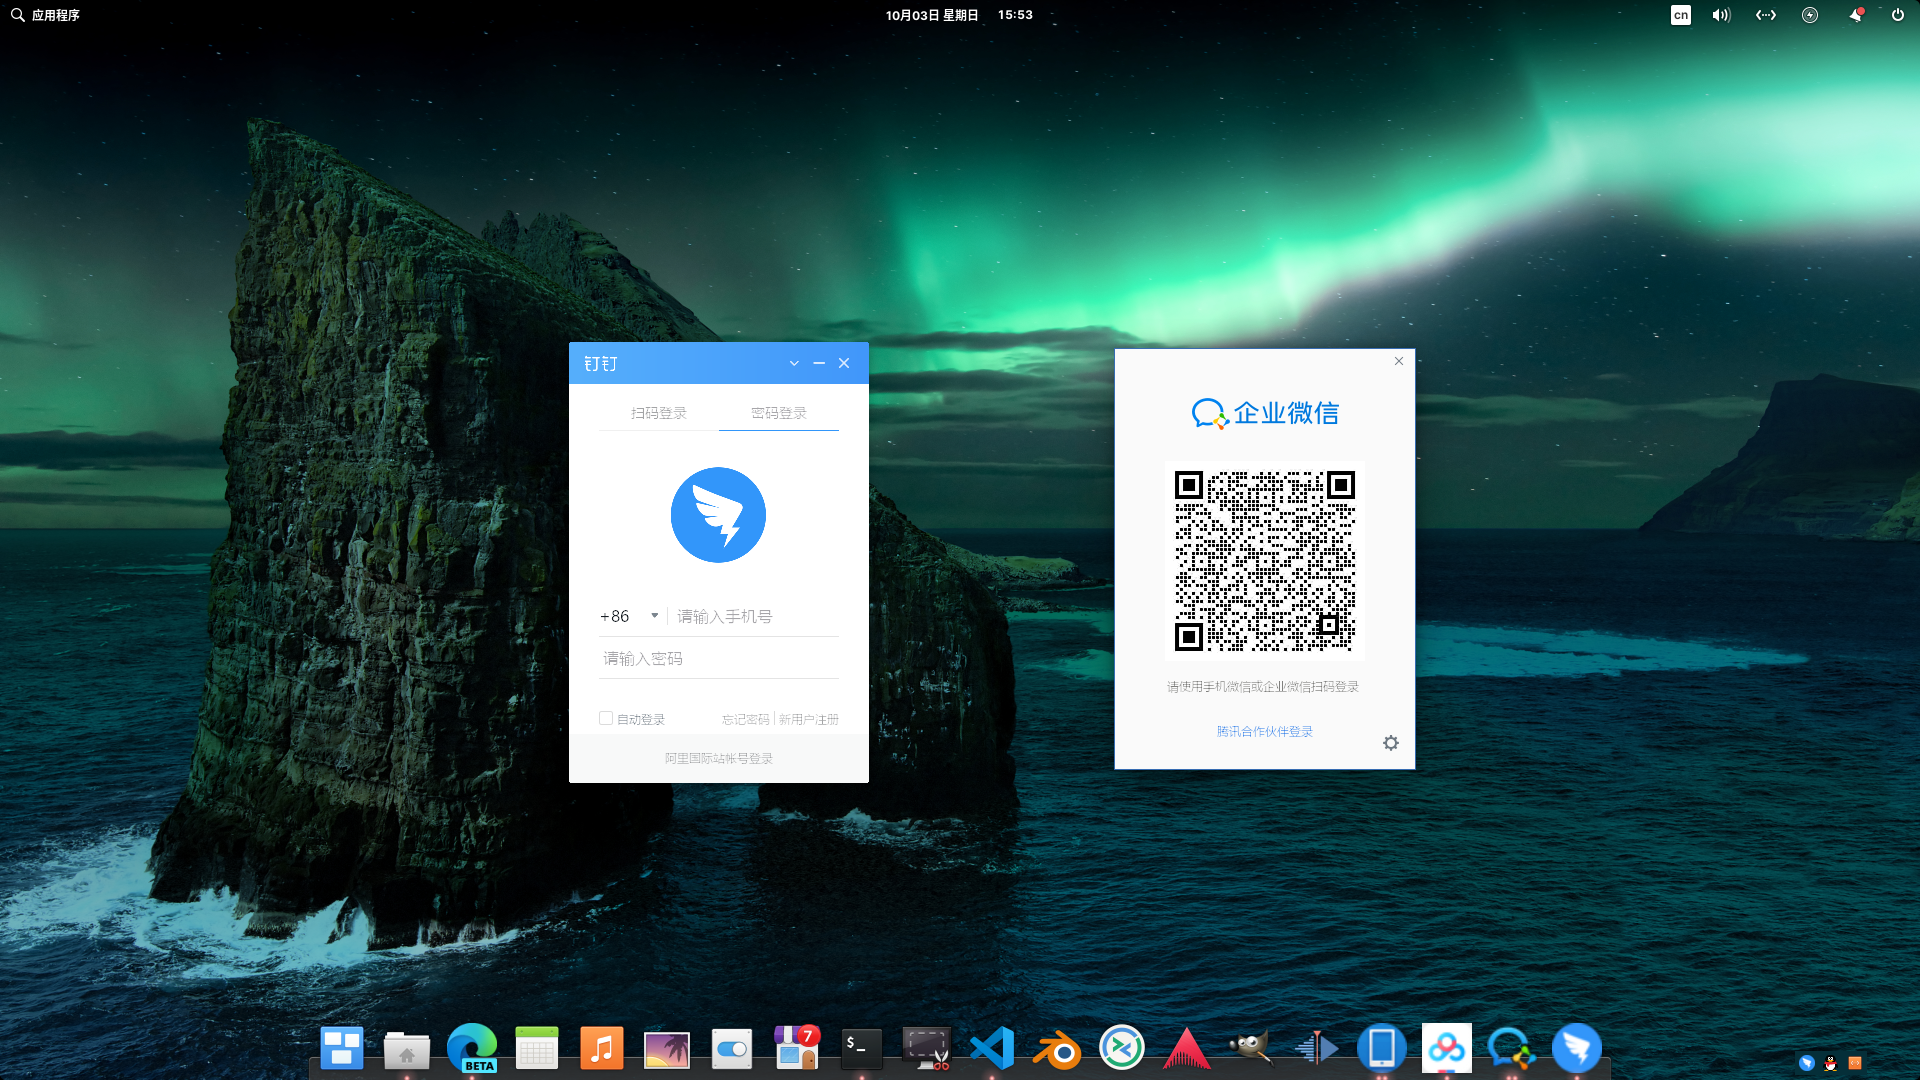 应用程序
10月03日 星期日 15:53
cn
钉钉
扫码登录 密码登录
+86 请输入手机号
请输入密码
自动登录 忘记密码 新用户注册
阿里国际站帐号登录
企业微信
请使用手机微信或企业微信扫码登录
腾讯合作伙伴登录
BETA
7
$ _